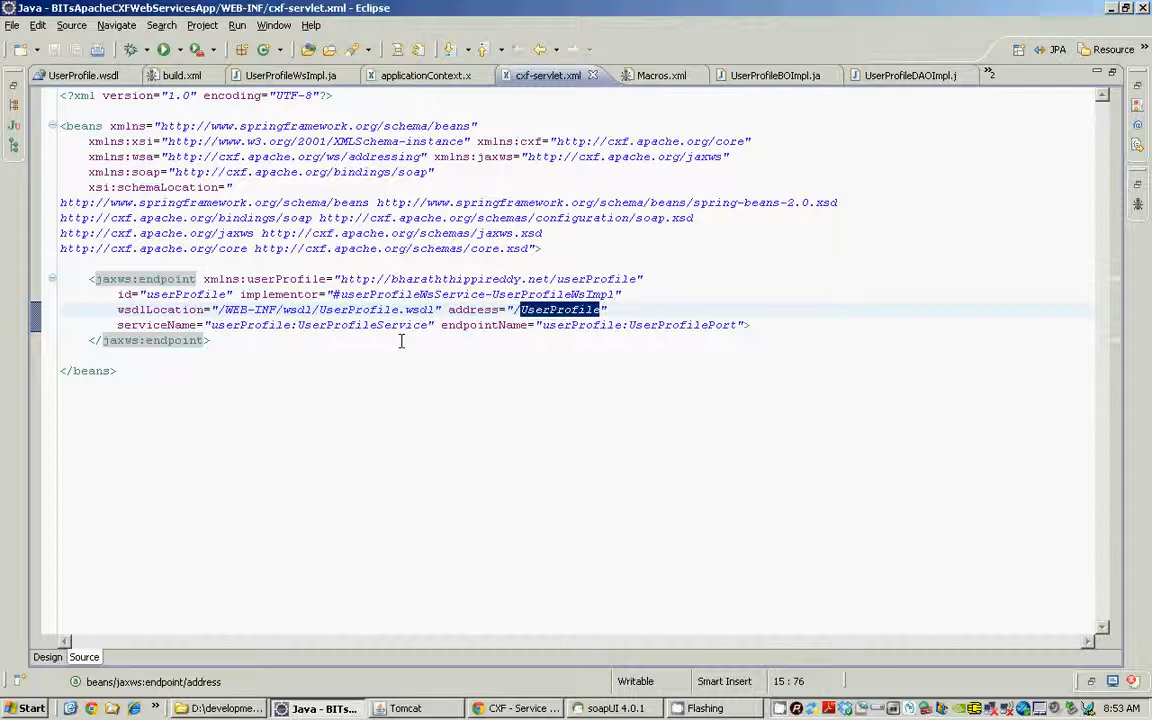 Java - BITsApacheCXFWebServicesApp/WEB-INF/cxf-servlet.xml - Eclipse
File Edit Source Navigate Search Project Run Window Help
JPA Resource »
UserProfile.wsdl build.xml UserProfileWsImpl.ja applicationContext.x cxf-servlet.xml Macros.xml UserProfileBOImpl.ja UserProfileDAOImpl.j »2
<?xml version="1.0" encoding="UTF-8"?>
<beans xmlns="http://www.springframework.org/schema/beans"
xmlns:xsi="http://www.w3.org/2001/XMLSchema-instance" xmlns:cxf="http://cxf.apache.org/core"
xmlns:wsa="http://cxf.apache.org/ws/addressing" xmlns:jaxws="http://cxf.apache.org/jaxws"
xmlns:soap="http://cxf.apache.org/bindings/soap"
xsi:schemaLocation="
http://www.springframework.org/schema/beans http://www.springframework.org/schema/beans/spring-beans-2.0.xsd
http://cxf.apache.org/bindings/soap http://cxf.apache.org/schemas/configuration/soap.xsd
http://cxf.apache.org/jaxws http://cxf.apache.org/schemas/jaxws.xsd
http://cxf.apache.org/core http://cxf.apache.org/schemas/core.xsd">
<jaxws:endpoint xmlns:userProfile="http://bharaththippireddy.net/userProfile"
id="userProfile" implementor="#userProfileWsService-UserProfileWsImpl"
wsdlLocation="/WEB-INF/wsdl/UserProfile.wsdl" address="/UserProfile"
serviceName="userProfile:UserProfileService" endpointName="userProfile:UserProfilePort">
</jaxws:endpoint>
</beans>
Design Source
beans/jaxws:endpoint/address Writable Smart Insert 15 : 76
Start » D:\developme... Java - BITs... Tomcat CXF - Service ... soapUI 4.0.1 Flashing 8:53 AM